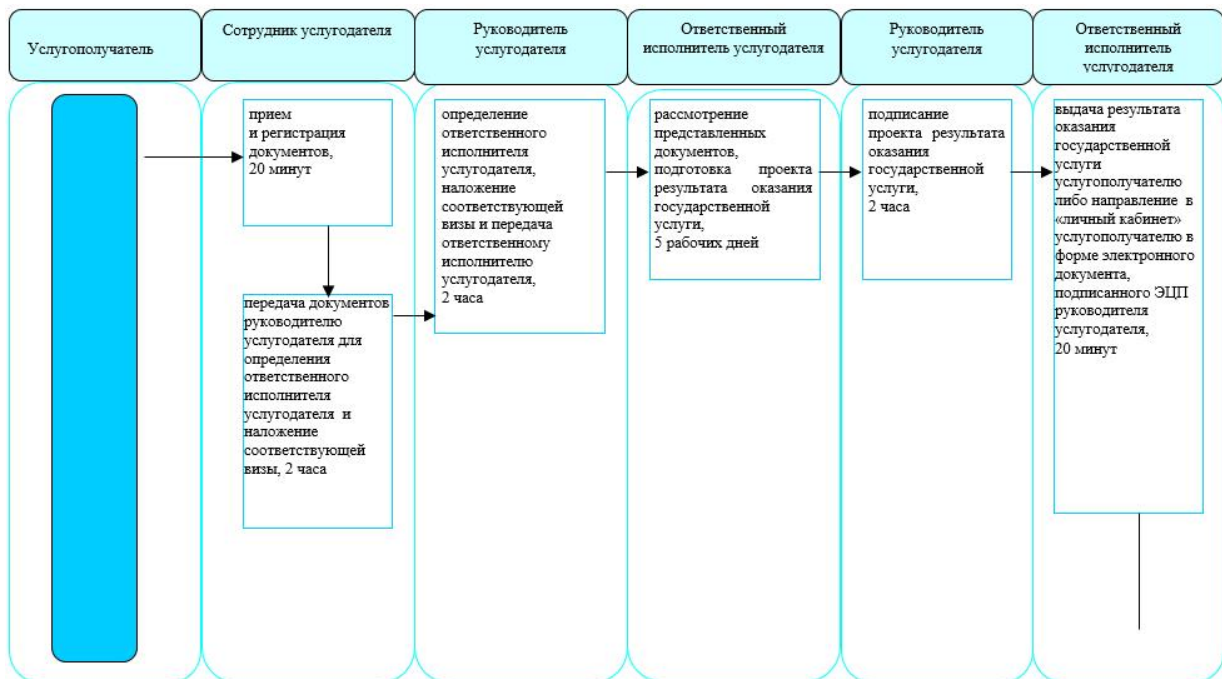 Услугополучатель
Сотрудник услугодателя
Руководитель
услугодателя
Ответственный
исполнитель услугодателя
Руководитель
услугодателя
Ответственный
исполнитель
услугодателя
прием
и регистрация
документов,
20 минут
передача документов
руководителю
услугодателя для
определения
ответственного
исполнителя
услугодателя и
наложение
соответствующей
визы, 2 часа
определение
ответственного
исполнителя
услугодателя,
наложение
соответствующей
визы и передача
ответственному
исполнителю
услугодателя,
2 часа
рассмотрение
представленных
документов,
подготовка проекта
результата оказания
государственной
услуги,
5 рабочих дней
подписание
проекта результата
оказания
государственной
услуги,
2 часа
выдача результата
оказания
государственной
услуги
услугополучателю
либо направление в
«личный кабинет»
услугополучателю в
форме электронного
документа,
подписанного ЭЦП
руководителя
услугодателя,
20 минут